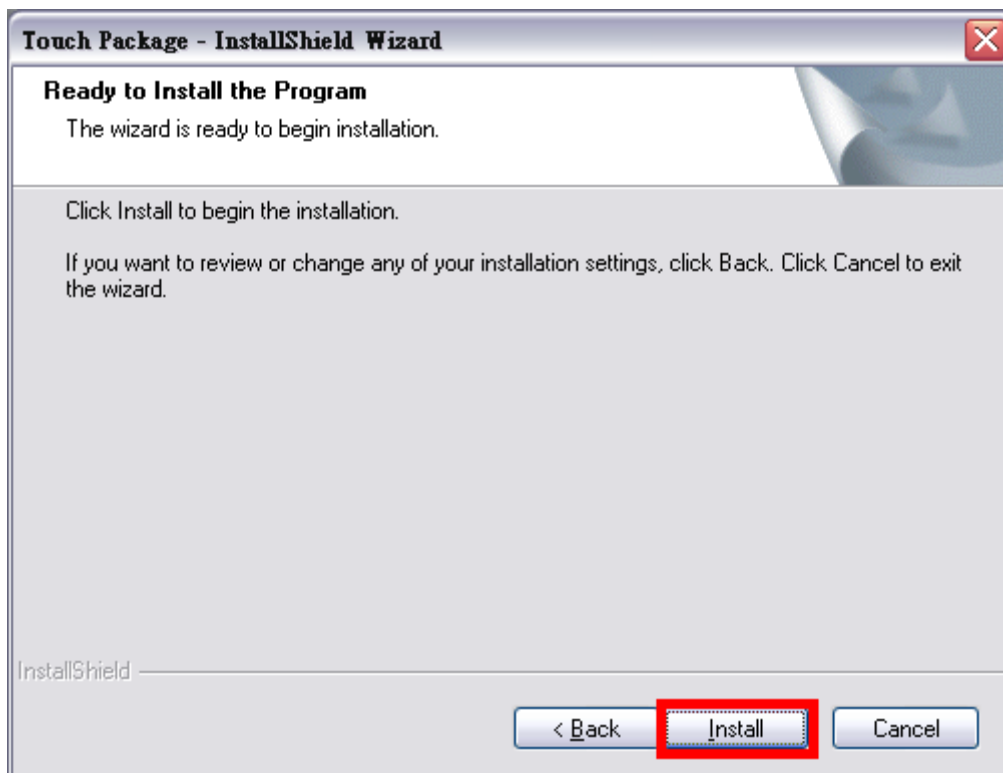 Touch Package - InstallShield Wizard
Ready to Install the Program
The wizard is ready to begin installation.
Click Install to begin the installation.
If you want to review or change any of your installation settings, click Back. Click Cancel to exit
the wizard.
InstallShield
< Back Install Cancel